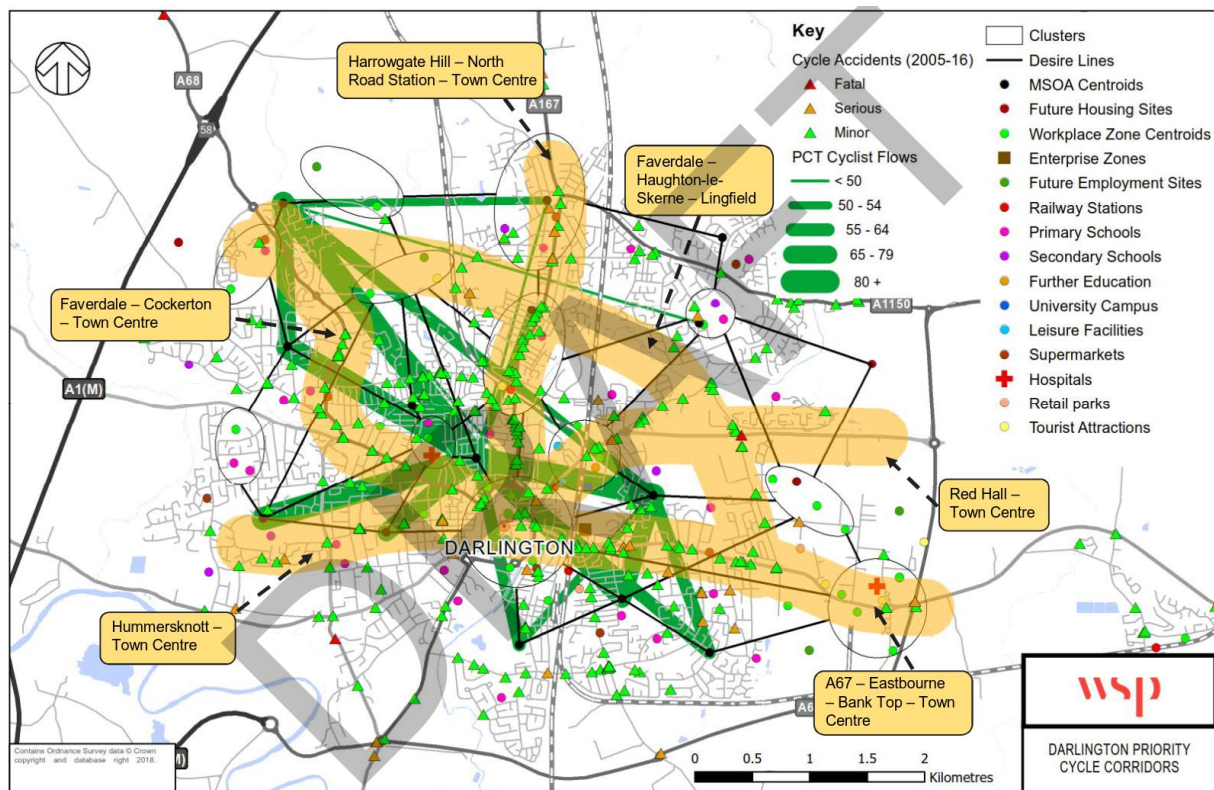 Harrowgate Hill – North
Road Station – Town Centre
A68
58
A167
Faverdale –
Haughton-le-
Skerne – Lingfield
Faverdale – Cockerton
– Town Centre
A1(M)
A1150
Red Hall –
Town Centre
DARLINGTON
Hummersknott –
Town Centre
A67 – Eastbourne
– Bank Top – Town
Centre
A6
M)
DRAFT
Key
Cycle Accidents (2005-16)
Fatal
Serious
Minor
PCT Cyclist Flows
< 50
50 - 54
55 - 64
65 - 79
80 +
Clusters
Desire Lines
MSOA Centroids
Future Housing Sites
Workplace Zone Centroids
Enterprise Zones
Future Employment Sites
Railway Stations
Primary Schools
Secondary Schools
Further Education
University Campus
Leisure Facilities
Supermarkets
Hospitals
Retail parks
Tourist Attractions
Contains Ordnance Survey data © Crown
copyright and database right 2018.
0 0.5 1 1.5 2
Kilometres
wsp
DARLINGTON PRIORITY
CYCLE CORRIDORS